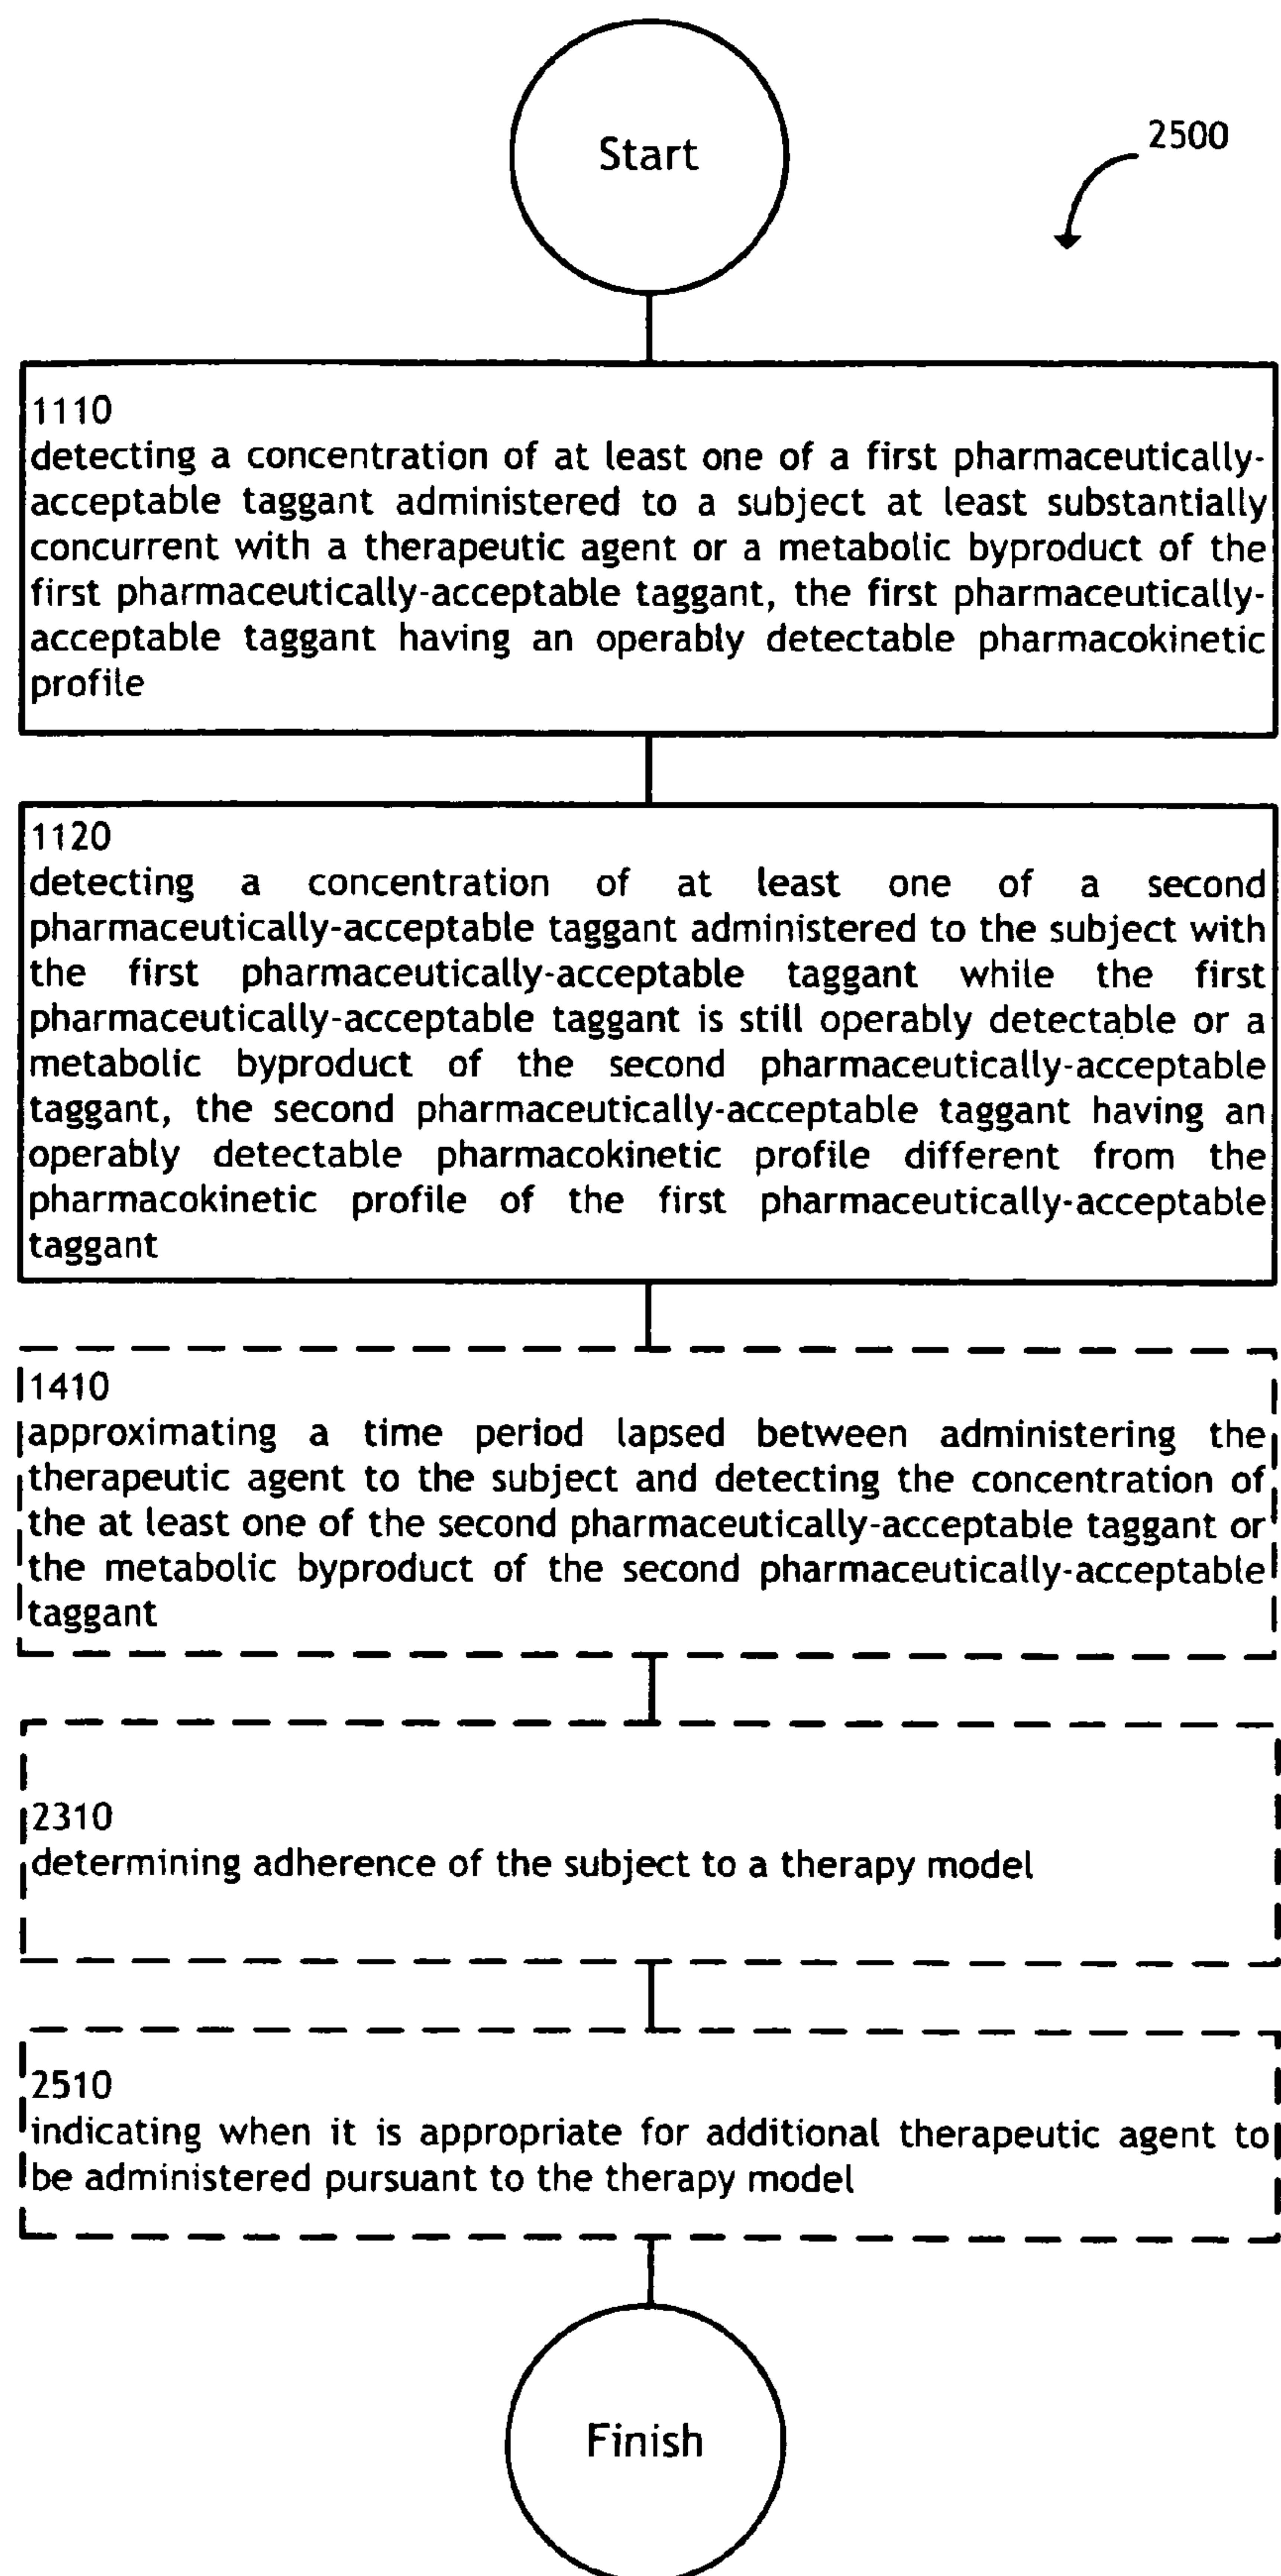 Start
2500
1110
detecting a concentration of at least one of a first pharmaceutically-
acceptable taggant administered to a subject at least substantially
concurrent with a therapeutic agent or a metabolic byproduct of the
first pharmaceutically-acceptable taggant, the first pharmaceutically-
acceptable taggant having an operably detectable pharmacokinetic
profile
1120
detecting a concentration of at least one of a second
pharmaceutically-acceptable taggant administered to the subject with
the first pharmaceutically-acceptable taggant while the first
pharmaceutically-acceptable taggant is still operably detectable or a
metabolic byproduct of the second pharmaceutically-acceptable
taggant, the second pharmaceutically-acceptable taggant having an
operably detectable pharmacokinetic profile different from the
pharmacokinetic profile of the first pharmaceutically-acceptable
taggant
1410
approximating a time period lapsed between administering the
therapeutic agent to the subject and detecting the concentration of
the at least one of the second pharmaceutically-acceptable taggant or
the metabolic byproduct of the second pharmaceutically-acceptable
taggant
2310
determining adherence of the subject to a therapy model
2510
indicating when it is appropriate for additional therapeutic agent to
be administered pursuant to the therapy model
Finish